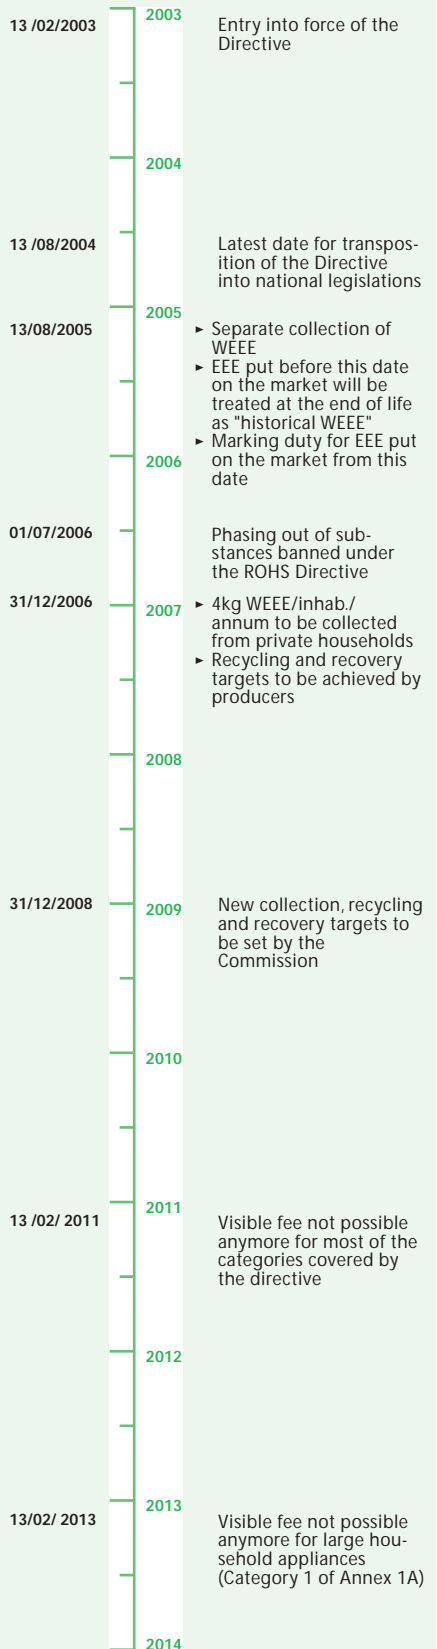 2003
13 /02/2003
Entry into force of the
Directive
2004
13 /08/2004
Latest date for transpos-
ition of the Directive
into national legislations
2005
13/08/2005
► Separate collection of
WEEE
► EEE put before this date
on the market will be
treated at the end of life
as "historical WEEE"
► Marking duty for EEE put
on the market from this
date
2006
01/07/2006
Phasing out of sub-
stances banned under
the ROHS Directive
31/12/2006
2007
► 4kg WEEE/inhab./
annum to be collected
from private households
► Recycling and recovery
targets to be achieved by
producers
2008
31/12/2008
2009
New collection, recycling
and recovery targets to
be set by the
Commission
2010
2011
13 /02/ 2011
Visible fee not possible
anymore for most of the
categories covered by
the directive
2012
2013
13/02/ 2013
Visible fee not possible
anymore for large hou-
sehold appliances
(Category 1 of Annex 1A)
2014